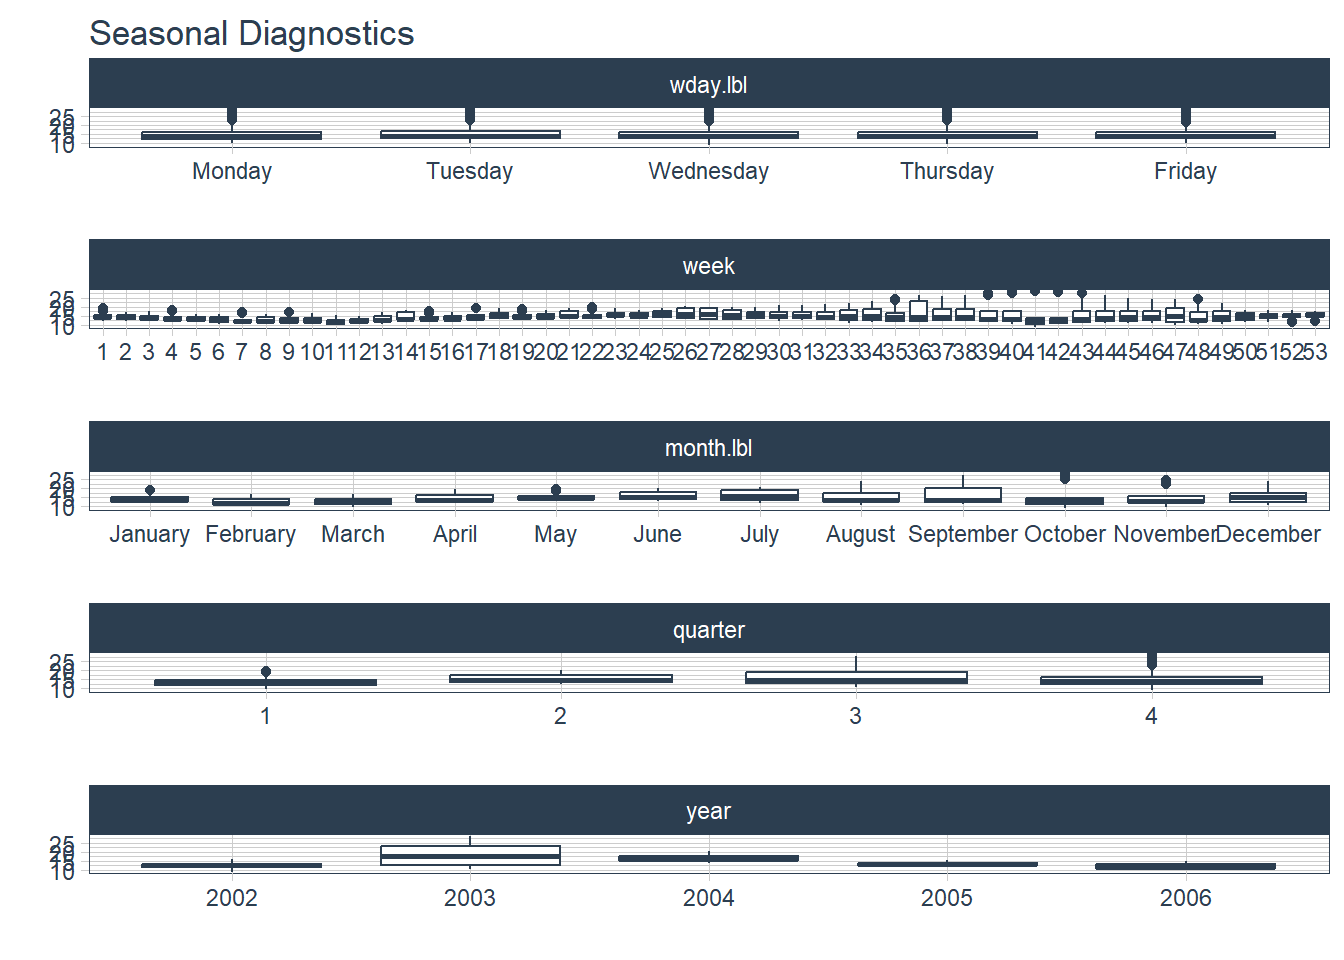 Seasonal Diagnostics
wday.lbl
25
20
15
10
Monday Tuesday Wednesday Thursday Friday
week
25
20
15
10
1 2 3 4 5 6 7 8 9 10 11 12 13 14 15 16 17 18 19 20 21 22 23 24 25 26 27 28 29 30 31 32 33 34 35 36 37 38 39 40 41 42 43 44 45 46 47 48 49 50 51 52 53
month.lbl
25
20
15
10
January February March April May June July August September October November December
quarter
25
20
15
10
1 2 3 4
year
25
20
15
10
2002 2003 2004 2005 2006